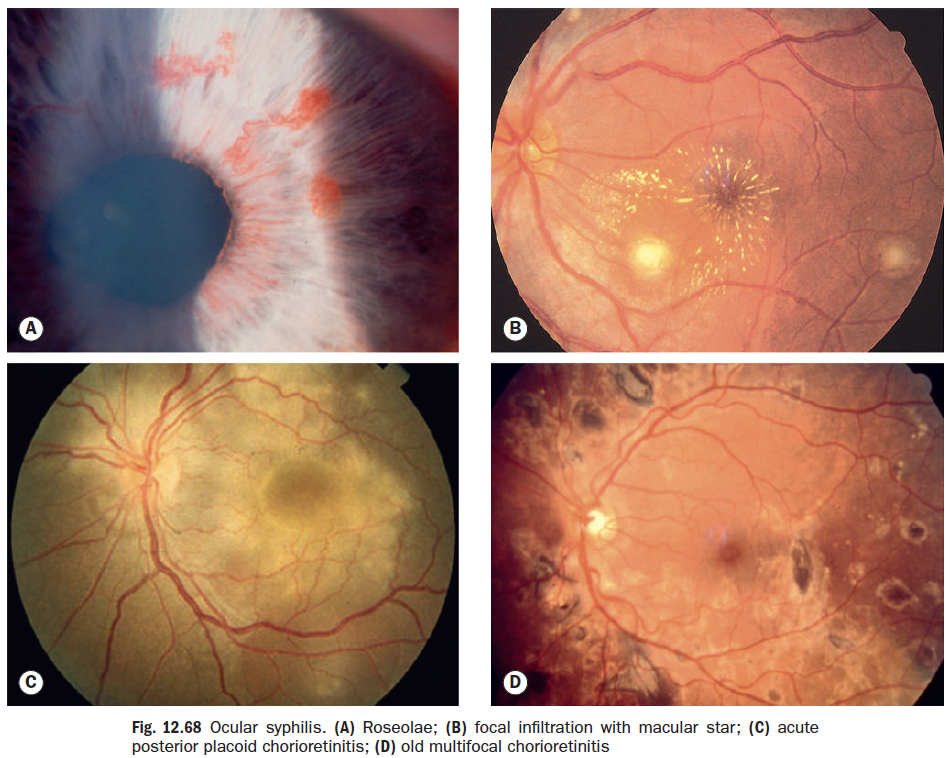 A
B
C
D
Fig. 12.68 Ocular syphilis. (A) Roseolae; (B) focal infiltration with macular star; (C) acute
posterior placoid chorioretinitis; (D) old multifocal chorioretinitis